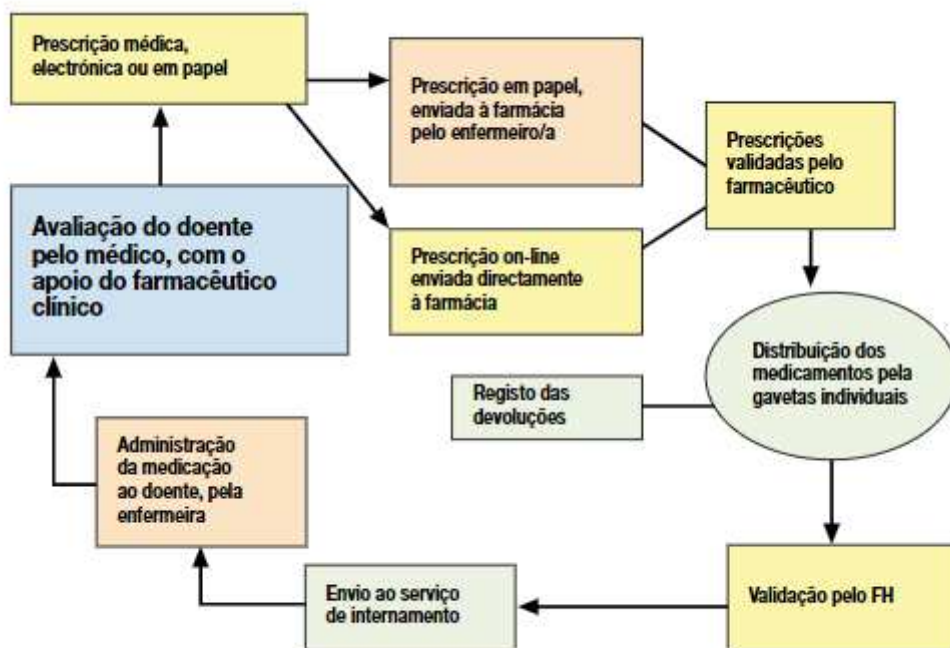 Prescrição médica,
electrónica ou em papel
Prescrição em papel,
enviada à farmácia
pelo enfermeiro/a
Prescrições
validadas pelo
farmacêutico
Avaliação do doente
pelo médico, com o
apoio do farmacêutico
clínico
Prescrição on-line
enviada directamente
à farmácia
Distribuição dos
medicamentos pela
gavetas individuais
Registo das
devoluções
Administração
da medicação
ao doente, pela
enfermeira
Envio ao serviço
de internamento
Validação pelo FH